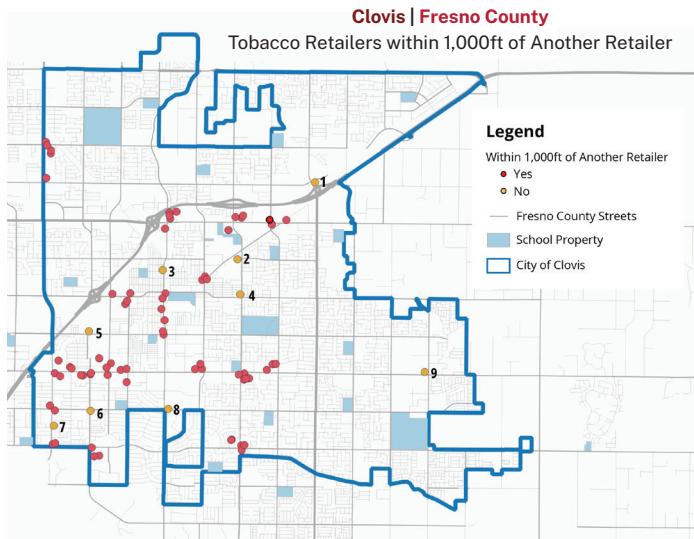 Clovis | Fresno County
Tobacco Retailers within 1,000ft of Another Retailer
Legend
Within 1,000ft of Another Retailer
Yes
No
Fresno County Streets
School Property
City of Clovis
1
2
3
4
5
9
6
8
7